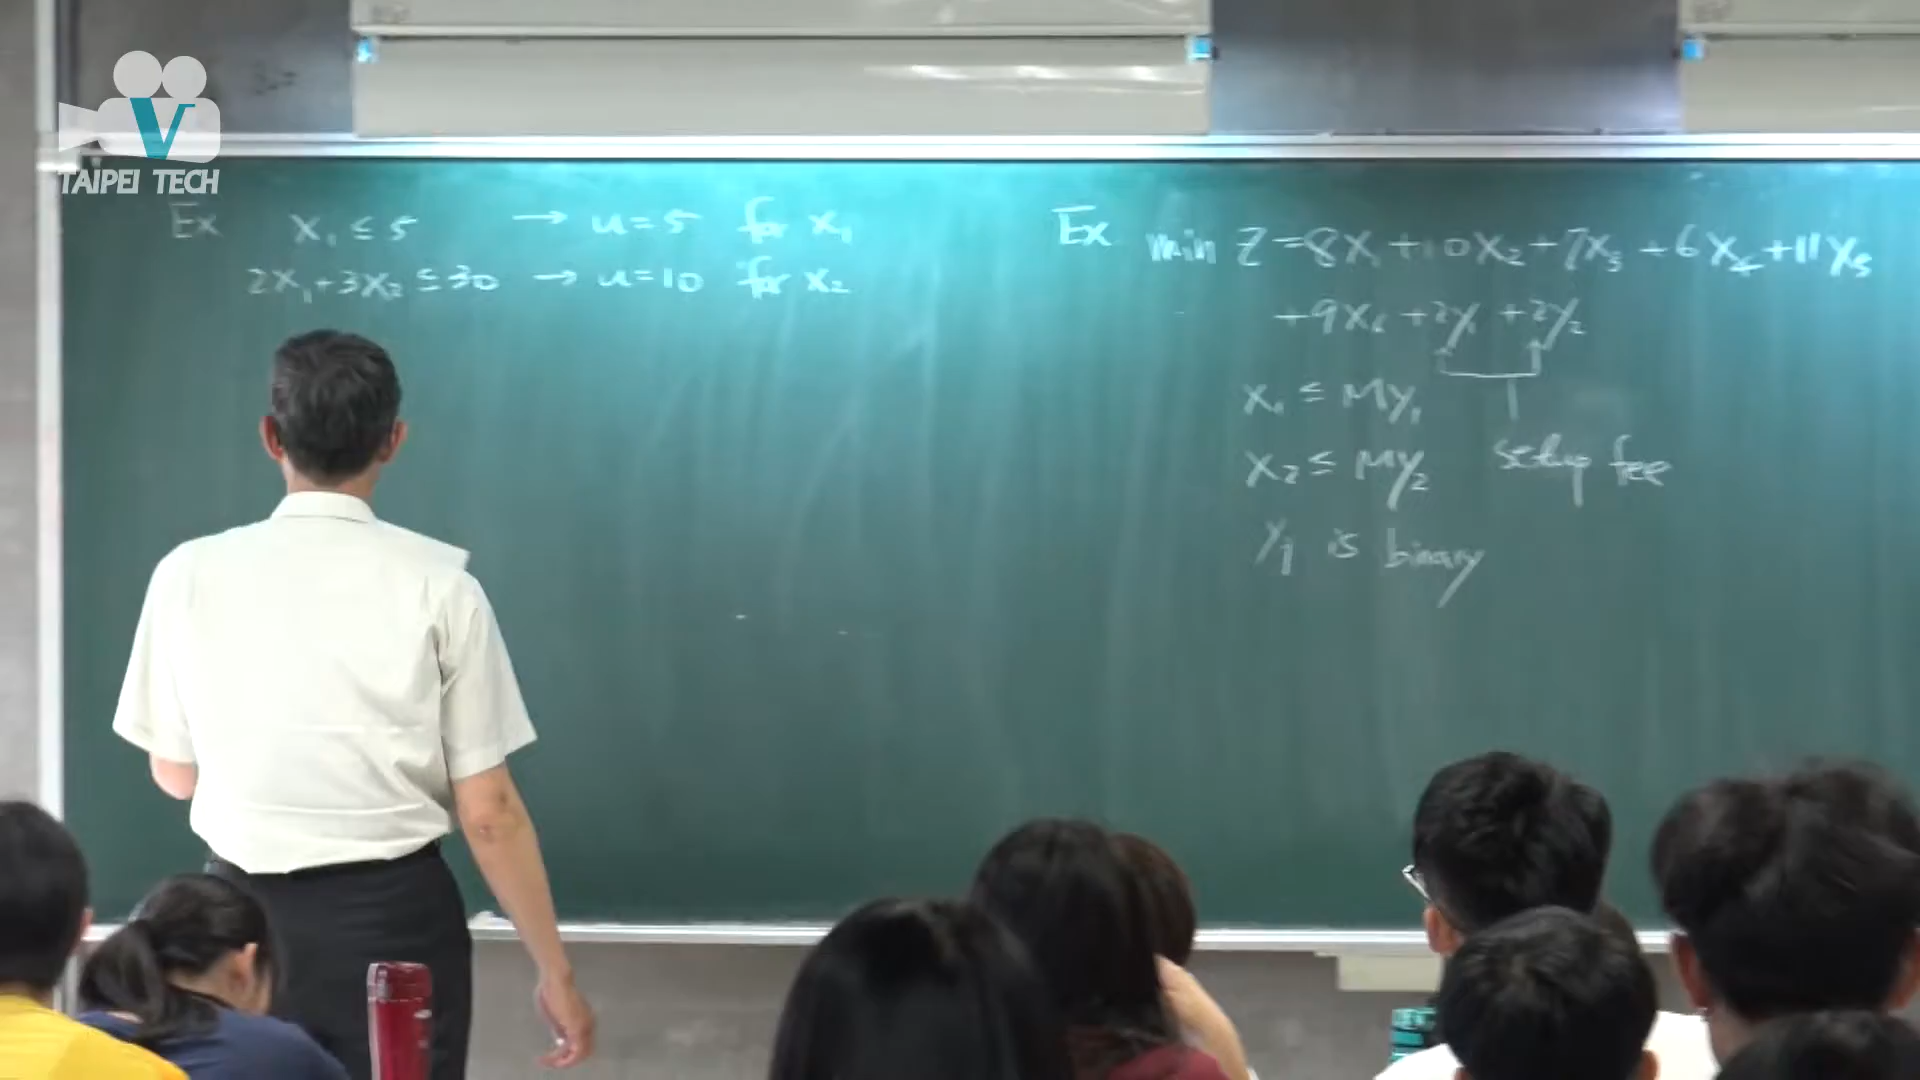 TAIPEI TECH
Ex x₁ ≤ 5 → u=5 for x₁
2x₁+3x₂ ≤30 → u=10 for x₂
Ex min Z=8x₁+10x₂+7x₃+6x₄+11x₅
+9x₆+2y₁+2y₂
x₁ ≤ My₁
x₂ ≤ My₂ setup fee
yⱼ is binary